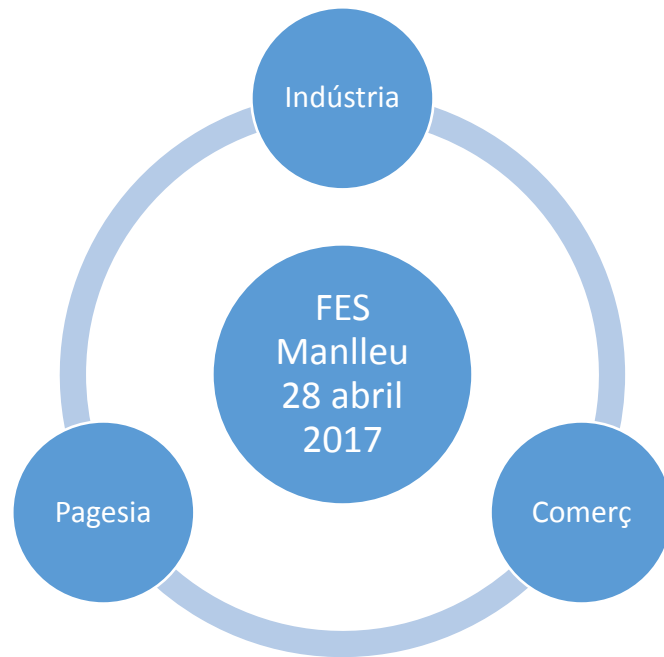 Indústria
FES
Manlleu
28 abril
2017
Pagesia
Comerç